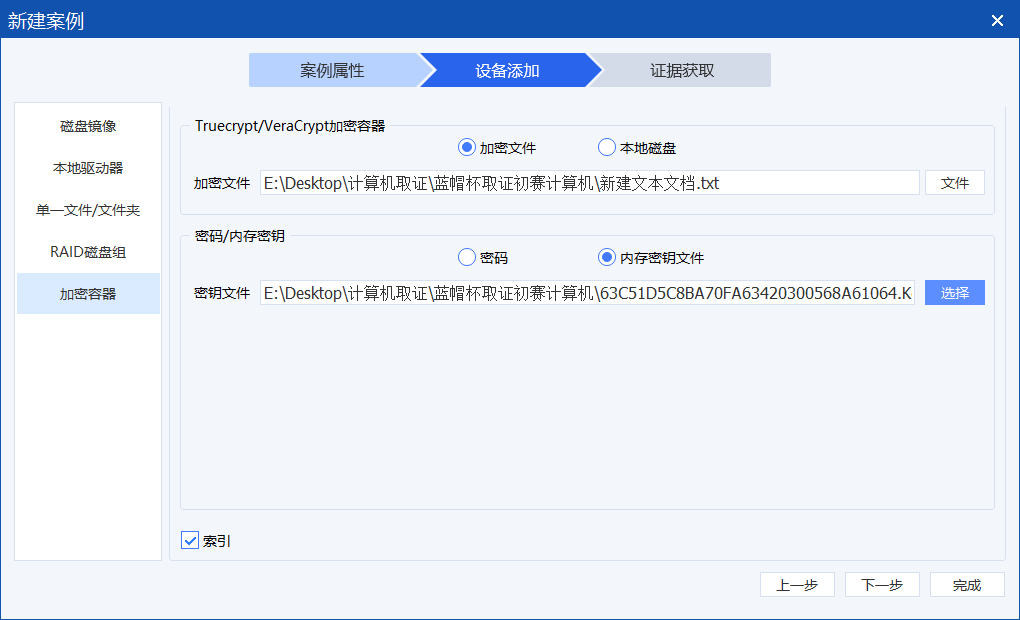 新建案例
案例属性
设备添加
证据获取
磁盘镜像
本地驱动器
单一文件/文件夹
RAID磁盘组
加密容器
Truecrypt/VeraCrypt加密容器
加密文件
本地磁盘
加密文件
E:\Desktop\计算机取证\蓝帽杯取证初赛计算机\新建文本文档.txt
文件
密码/内存密钥
密码
内存密钥文件
密钥文件
E:\Desktop\计算机取证\蓝帽杯取证初赛计算机\63C51D5C8BA70FA63420300568A61064.K
选择
索引
上一步
下一步
完成